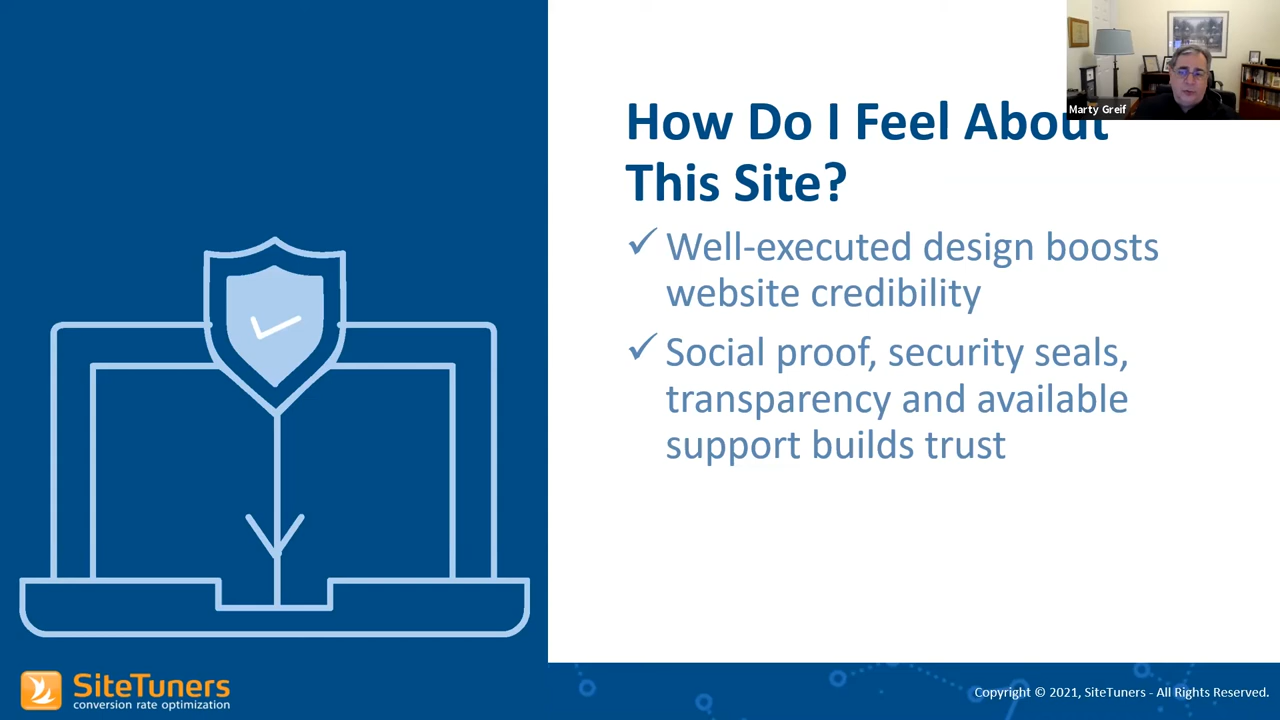 Marty Greif
How Do I Feel About
This Site?
✓ Well-executed design boosts
website credibility
✓ Social proof, security seals,
transparency and available
support builds trust
SiteTuners
conversion rate optimization
Copyright © 2021, SiteTuners - All Rights Reserved.